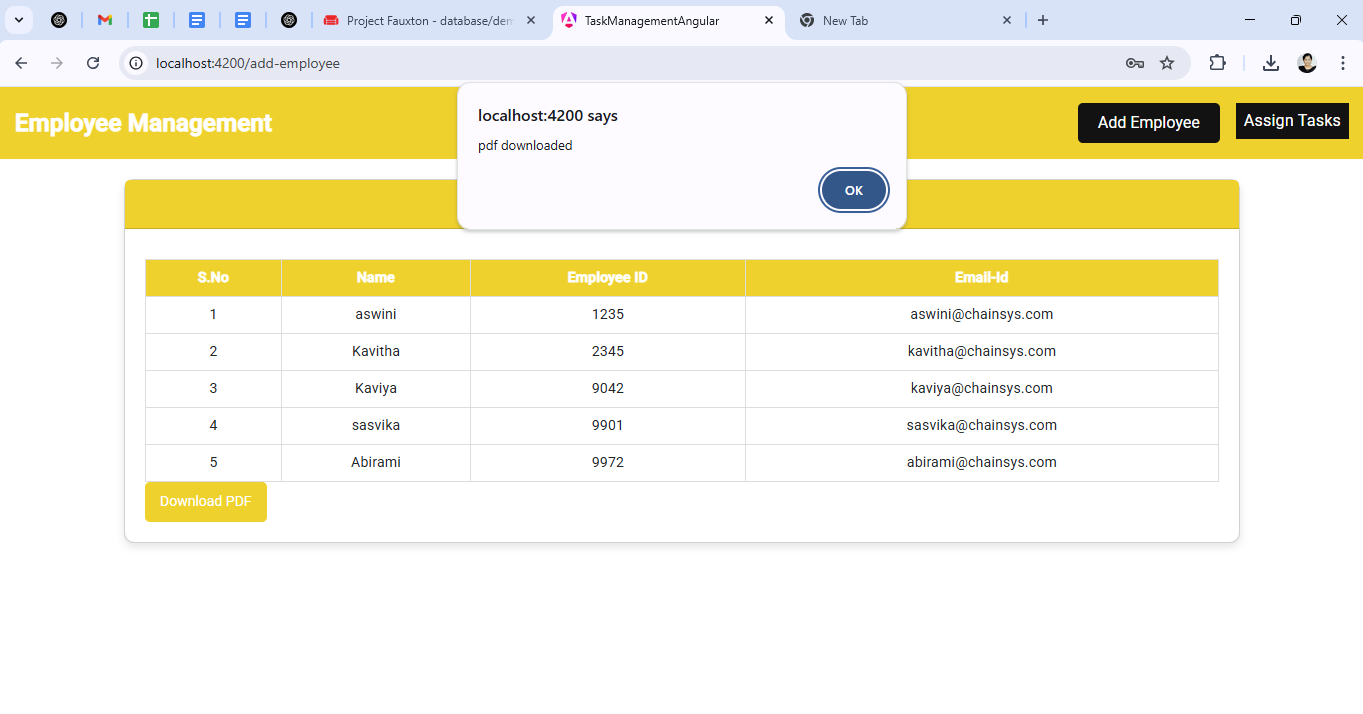 Project Fauxton - database/dem
TaskManagementAngular
New Tab
localhost:4200/add-employee
Employee Management
Add Employee
Assign Tasks
localhost:4200 says
pdf downloaded
OK
S.No Name Employee ID Email-Id
1 aswini 1235 aswini@chainsys.com
2 Kavitha 2345 kavitha@chainsys.com
3 Kaviya 9042 kaviya@chainsys.com
4 sasvika 9901 sasvika@chainsys.com
5 Abirami 9972 abirami@chainsys.com
Download PDF